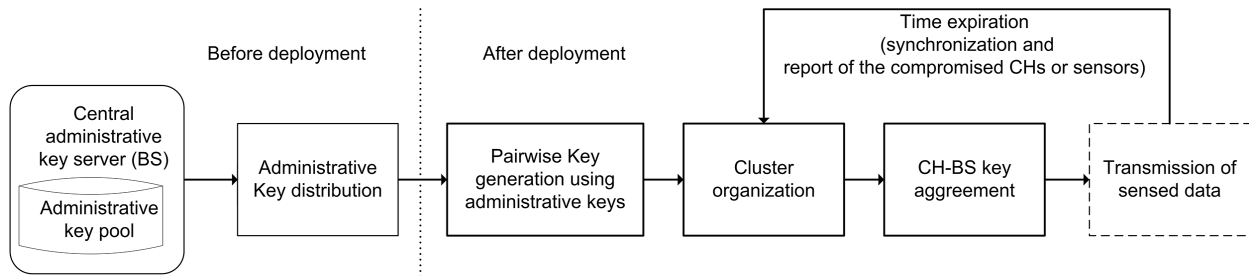 Before deployment
After deployment
Time expiration
(synchronization and
report of the compromised CHs or sensors)
Central
administrative
key server (BS)
Administrative
key pool
Administrative
Key distribution
Pairwise Key
generation using
administrative keys
Cluster
organization
CH-BS key
aggreement
Transmission of
sensed data